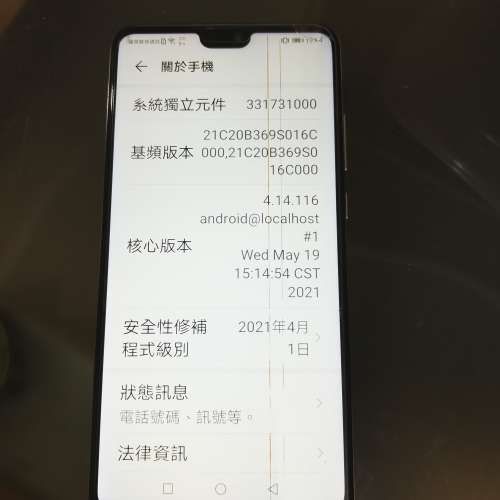 關於手機
系統獨立元件 331731000
21C20B369S016C
基頻版本 000,21C20B369S0
16C000
4.14.116
android@localhost
#1
核心版本
Wed May 19
15:14:54 CST
2021
安全性修補 2021年4月
程式級別 1日
狀態訊息
電話號碼、訊號等。
法律資訊